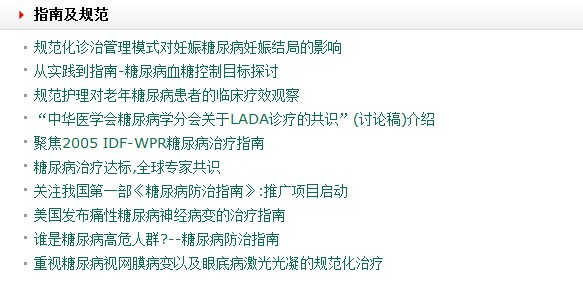 指南及规范
规范化诊治管理模式对妊娠糖尿病妊娠结局的影响
从实践到指南-糖尿病血糖控制目标探讨
规范护理对老年糖尿病患者的临床疗效观察
“中华医学会糖尿病学分会关于LADA诊疗的共识”(讨论稿)介绍
聚焦2005 IDF-WPR糖尿病治疗指南
糖尿病治疗达标,全球专家共识
关注我国第一部《糖尿病防治指南》:推广项目启动
美国发布痛性糖尿病神经病变的治疗指南
谁是糖尿病高危人群?--糖尿病防治指南
重视糖尿病视网膜病变以及眼底病激光光凝的规范化治疗